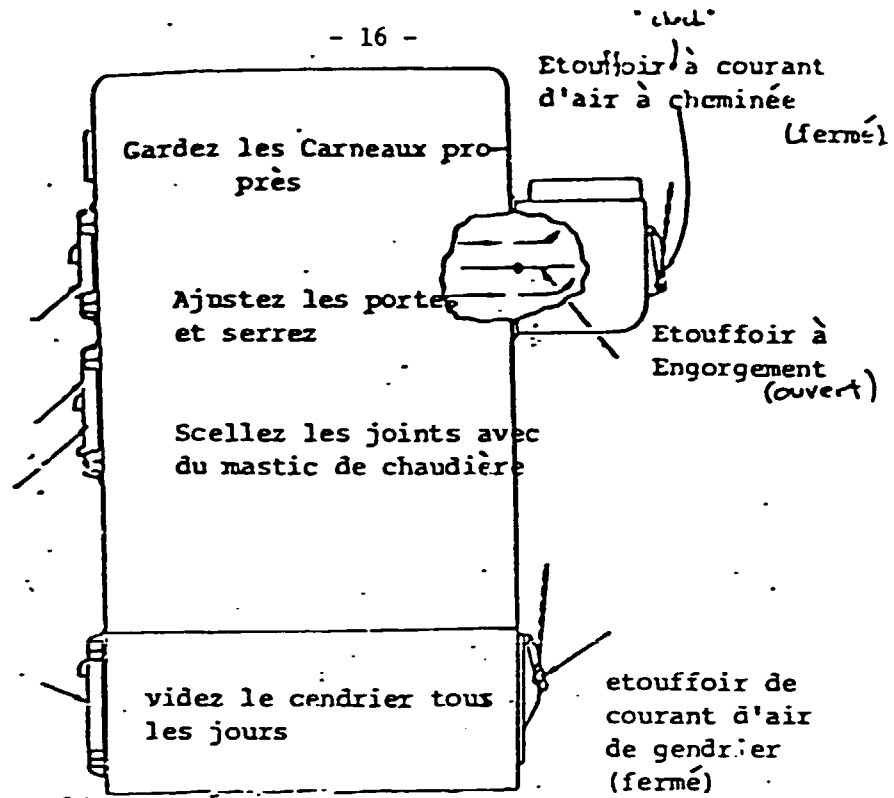 - 16 -
Etouffoir à courant
d'air à cheminée
(fermé)
Gardez les Carneaux pro
près
Ajustez les porte
et serrez
Etouffoir à
Engorgement
(ouvert)
Scellez les joints avec
du mastic de chaudière
videz le cendrier tous
les jours
etouffoir de
courant d'air
de gendrier
(fermé)